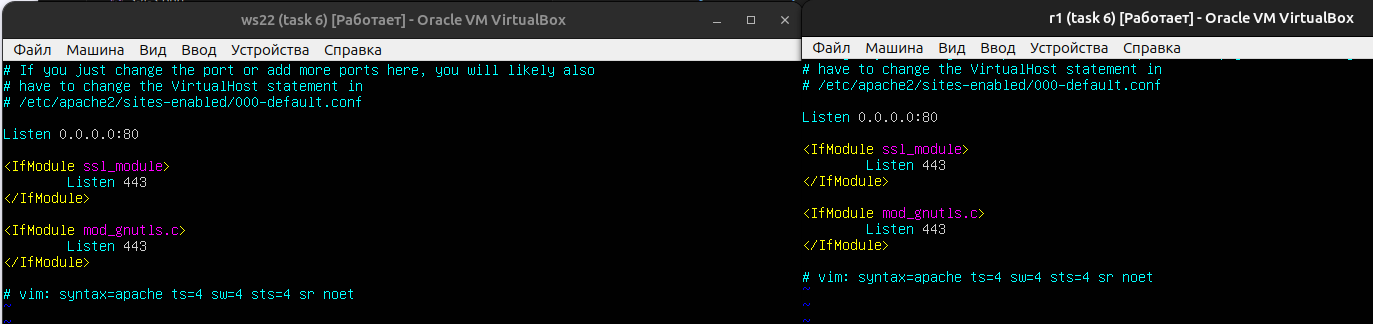 ws22 (task 6) [Работает] - Oracle VM VirtualBox
Файл Машина Вид Ввод Устройства Справка
# If you just change the port or add more ports here, you will likely also
# have to change the VirtualHost statement in
# /etc/apache2/sites-enabled/000-default.conf
Listen 0.0.0.0:80
<IfModule ssl_module>
Listen 443
</IfModule>
<IfModule mod_gnutls.c>
Listen 443
</IfModule>
# vim: syntax=apache ts=4 sw=4 sts=4 sr noet
~
~
r1 (task 6) [Работает] - Oracle VM VirtualBox
Файл Машина Вид Ввод Устройства Справка
# have to change the VirtualHost statement in
# /etc/apache2/sites-enabled/000-default.conf
Listen 0.0.0.0:80
<IfModule ssl_module>
Listen 443
</IfModule>
<IfModule mod_gnutls.c>
Listen 443
</IfModule>
# vim: syntax=apache ts=4 sw=4 sts=4 sr noet
~
~
~